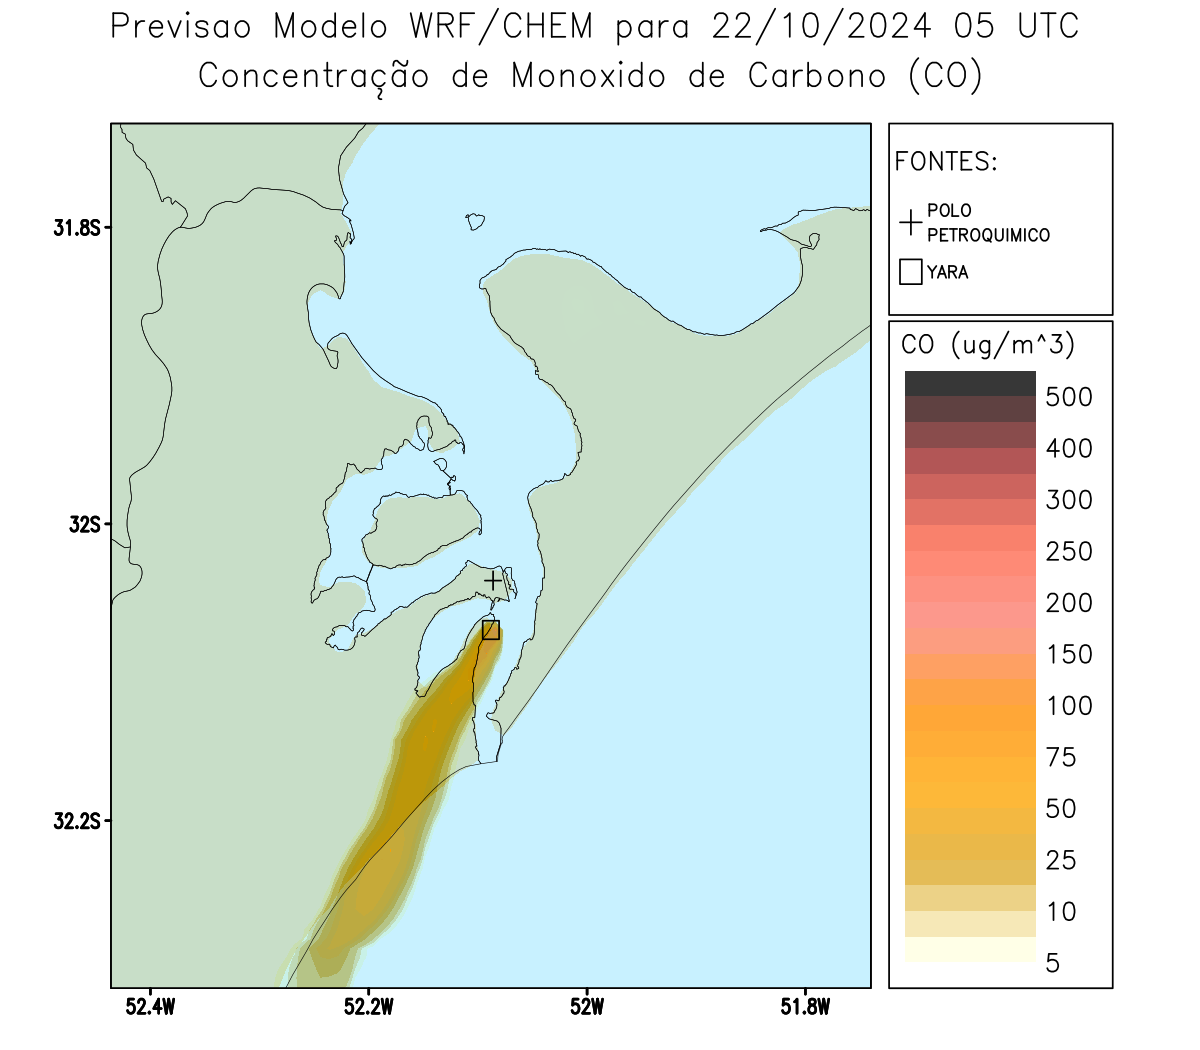 Previsao Modelo WRF/CHEM para 22/10/2024 05 UTC
Concentração de Monoxido de Carbono (CO)
FONTES:
POLO
PETROQUIMICO
YARA
CO (ug/m^3)
500
400
300
250
200
150
100
75
50
25
10
5
31.8S
32S
32.2S
52.4W
52.2W
52W
51.8W